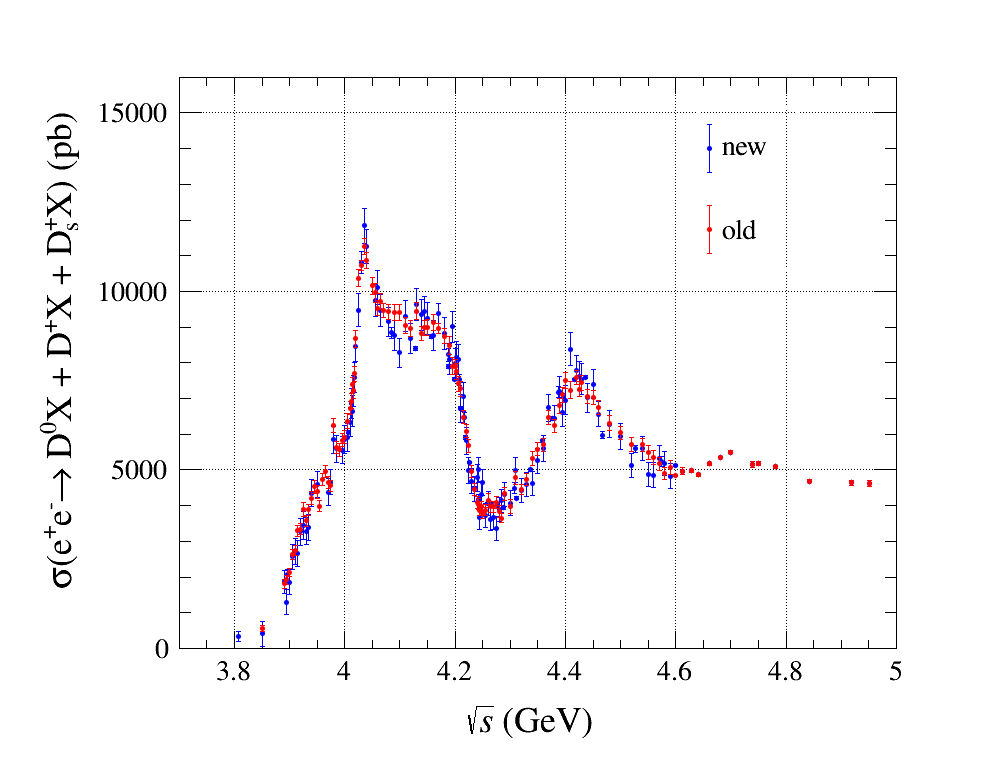 σ(e⁺e⁻→ D⁰X + D⁺X + D⁺ₛX) (pb)
15000
10000
5000
0
new
old
3.8 4 4.2 4.4 4.6 4.8 5
√s (GeV)